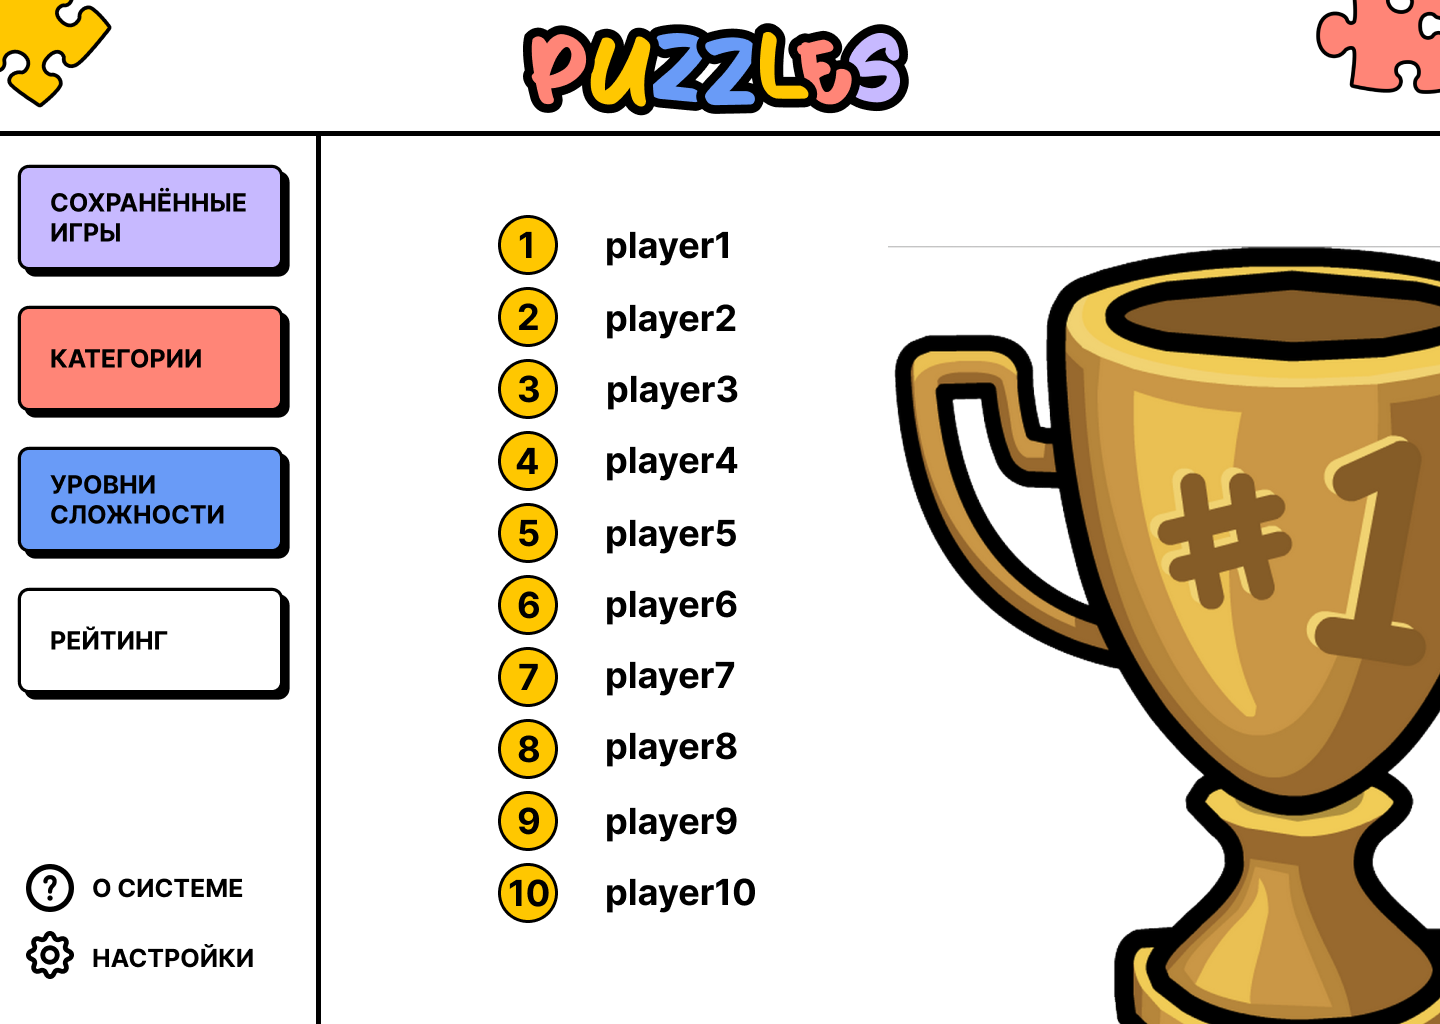 PUZZLES
СОХРАНЁННЫЕ
ИГРЫ
КАТЕГОРИИ
УРОВНИ
СЛОЖНОСТИ
РЕЙТИНГ
О СИСТЕМЕ
НАСТРОЙКИ
1 player1
2 player2
3 player3
4 player4
5 player5
6 player6
7 player7
8 player8
9 player9
10 player10
#1